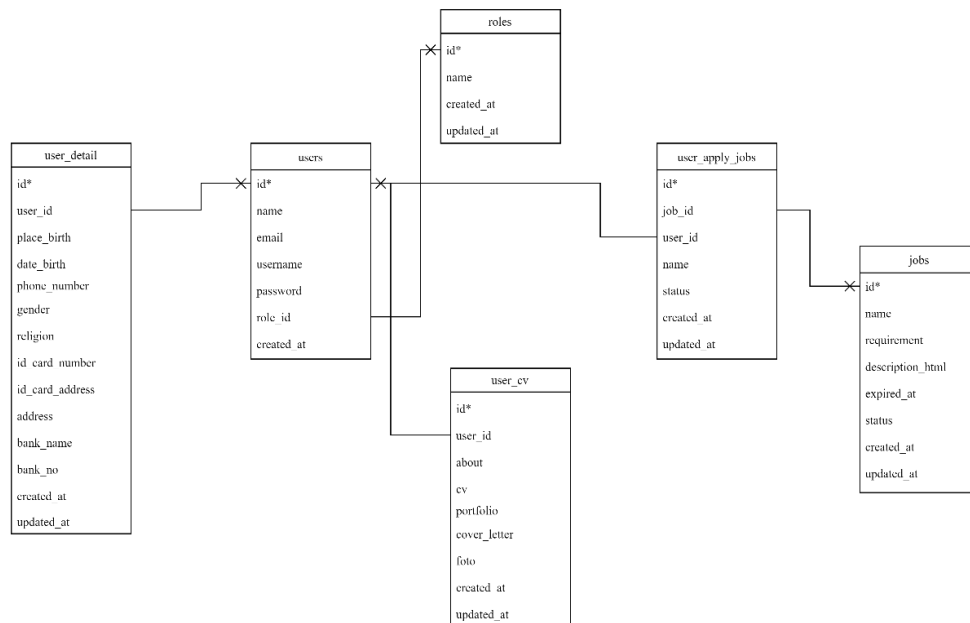 roles
id*
name
created_at
updated_at
user_detail
id*
user_id
place_birth
date_birth
phone_number
gender
religion
id_card_number
id_card_address
address
bank_name
bank_no
created_at
updated_at
users
id*
name
email
username
password
role_id
created_at
user_apply_jobs
id*
job_id
user_id
name
status
created_at
updated_at
jobs
id*
name
requirement
description_html
expired_at
status
created_at
updated_at
user_cv
id*
user_id
about
cv
portfolio
cover_letter
foto
created_at
updated_at